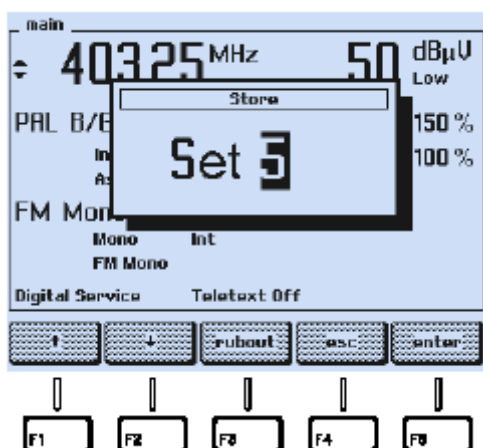 main
403.25 MHz 50 dBµV
Low
Store
PAL B/ 150 %
In 100 %
Set 5
FM Mono
Mono Int
FM Mono
Digital Service Teletext Off
↑ ↓ rubout esc enter
F1 F2 F3 F4